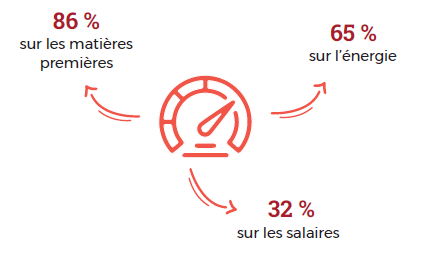 86 %
sur les matières
premières
65 %
sur l'énergie
32 %
sur les salaires